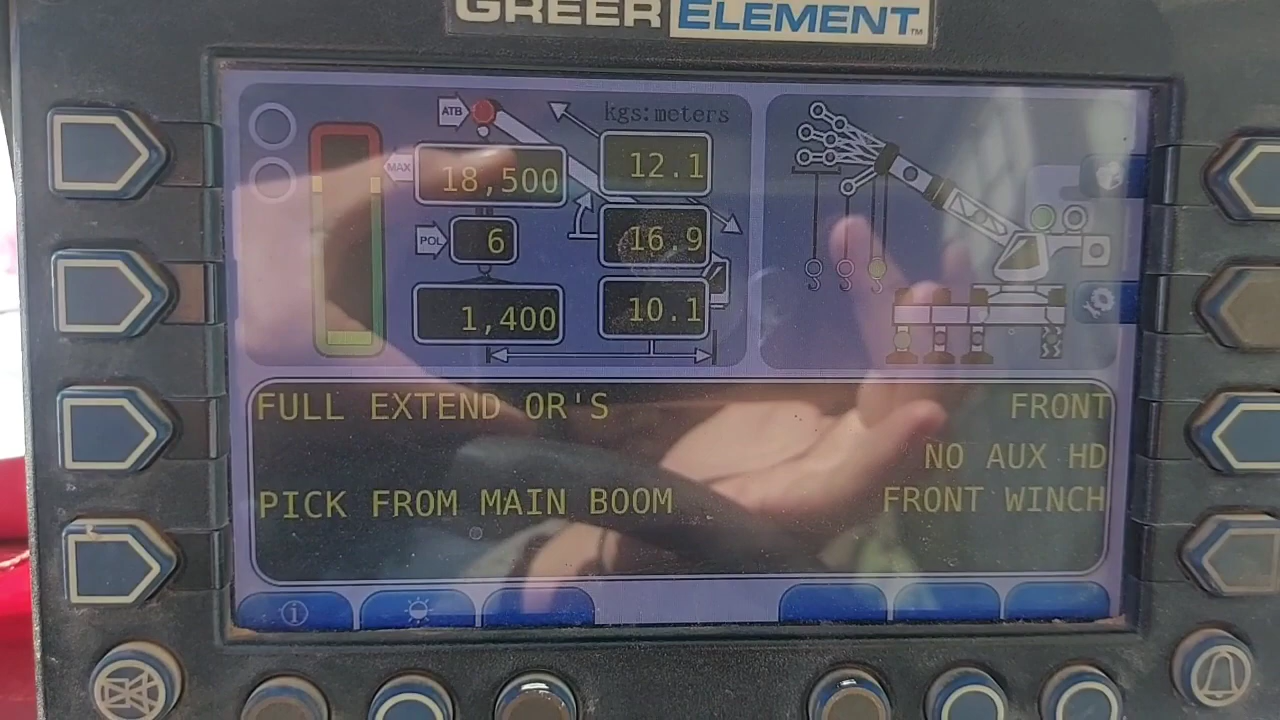 GREER ELEMENT™
kgs:meters
ATB
12.1
MAX
18,500
POL
6
16.9
1,400
10.1
FULL EXTEND OR'S
FRONT
NO AUX HD
PICK FROM MAIN BOOM
FRONT WINCH
i